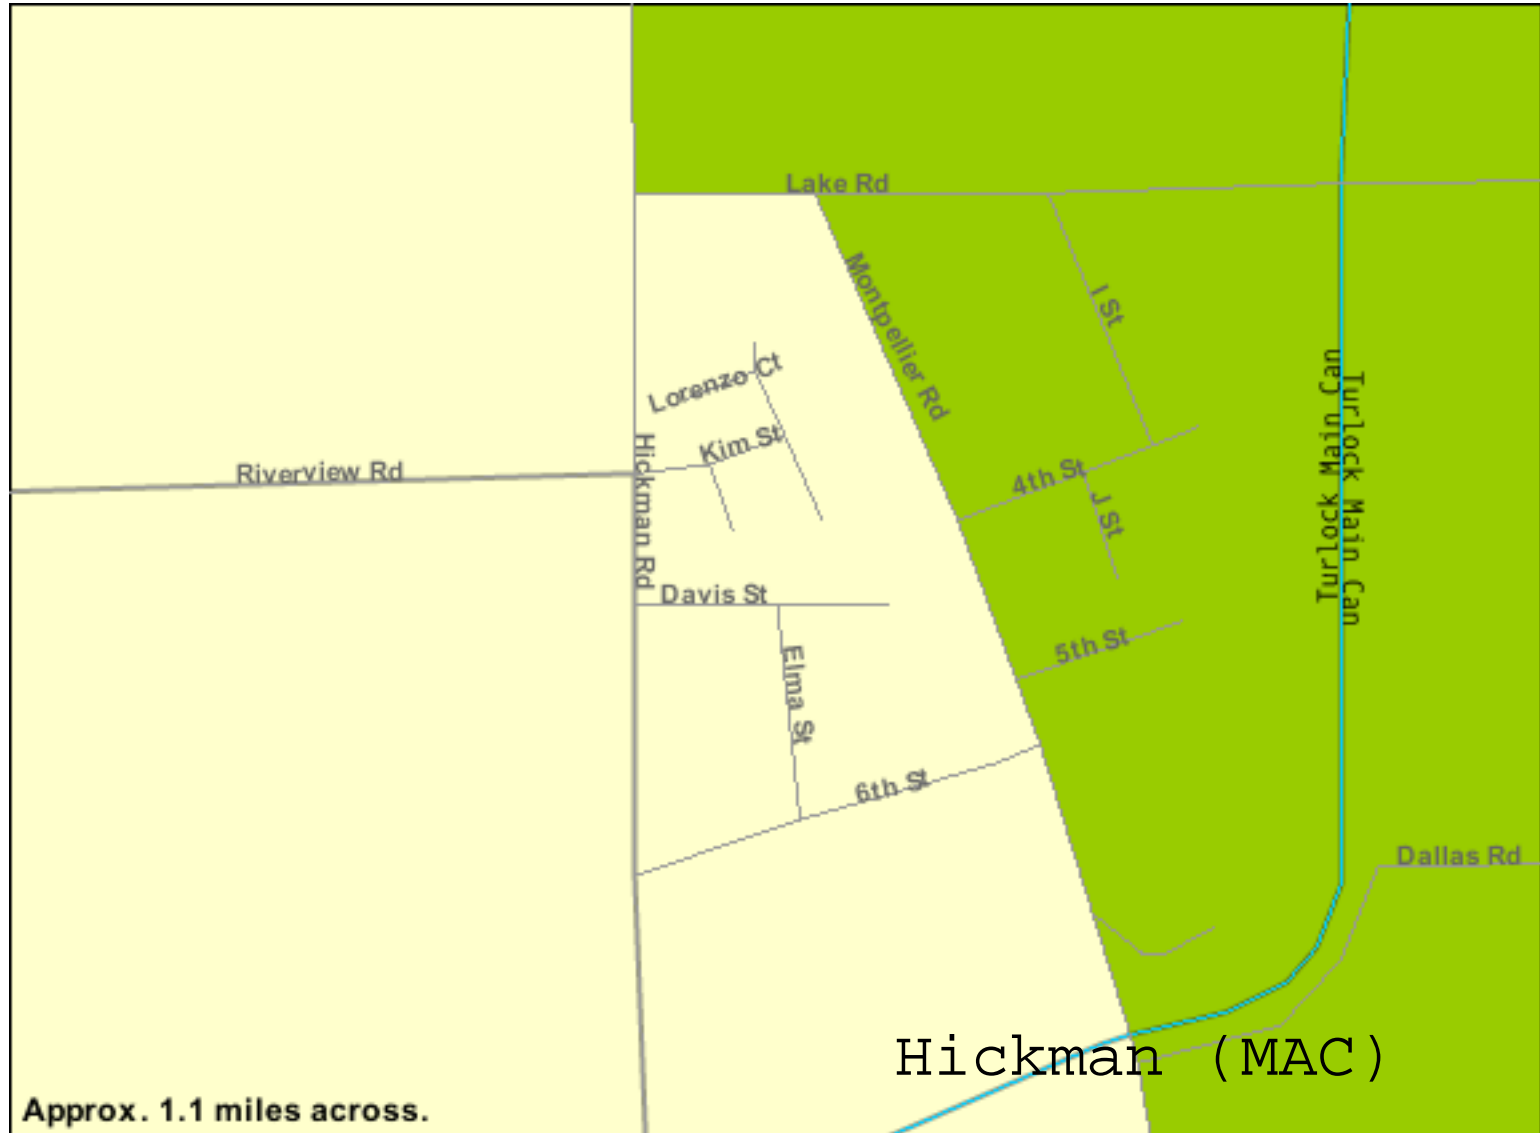 Lake Rd
Montpellier Rd
I St
Lorenzo Ct
Kim St
Hickman Rd
Riverview Rd
4th St
J St
Turlock Main Can
Turlock Main Can
Davis St
5th St
Elma St
6th St
Dallas Rd
Hickman (MAC)
Approx. 1.1 miles across.